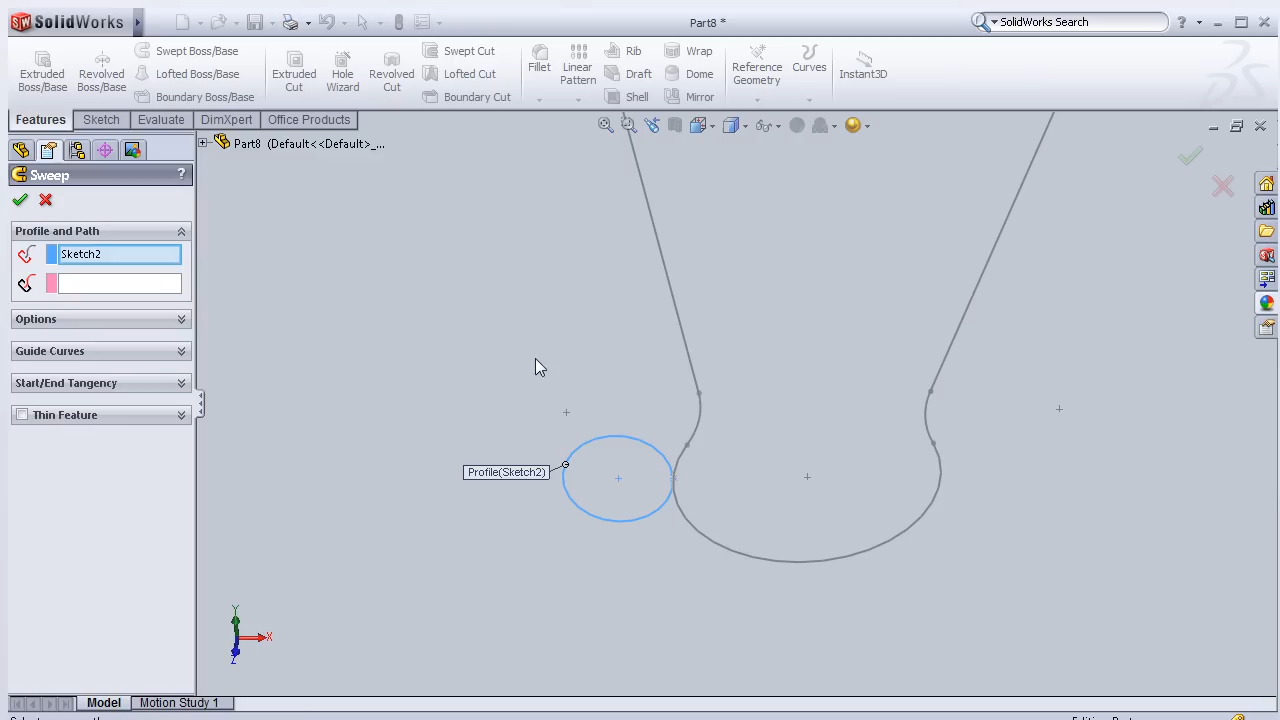 SolidWorks
Part8 *
SolidWorks Search
?
Extruded Boss/Base
Revolved Boss/Base
Swept Boss/Base
Lofted Boss/Base
Boundary Boss/Base
Extruded Cut
Hole Wizard
Revolved Cut
Swept Cut
Lofted Cut
Boundary Cut
Fillet
Linear Pattern
Rib
Draft
Shell
Wrap
Dome
Mirror
Reference Geometry
Curves
Instant3D
Features
Sketch
Evaluate
DimXpert
Office Products
Part8 (Default<<Default>_...
Sweep
?
Profile and Path
Sketch2
Options
Guide Curves
Start/End Tangency
Thin Feature
Profile(Sketch2)
Y
X
Z
Model
Motion Study 1